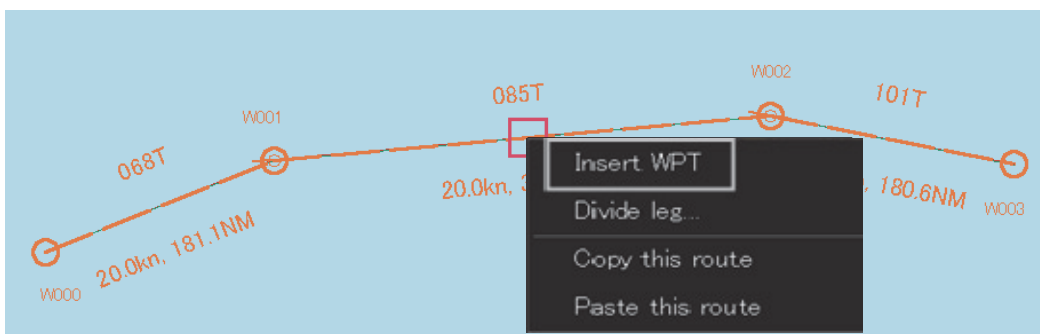 W002
085T
101T
W001
068T
Insert WPT
20.0kn,
180.6NM
W003
Divide leg...
20.0kn, 181.1NM
Copy this route
W000
Paste this route